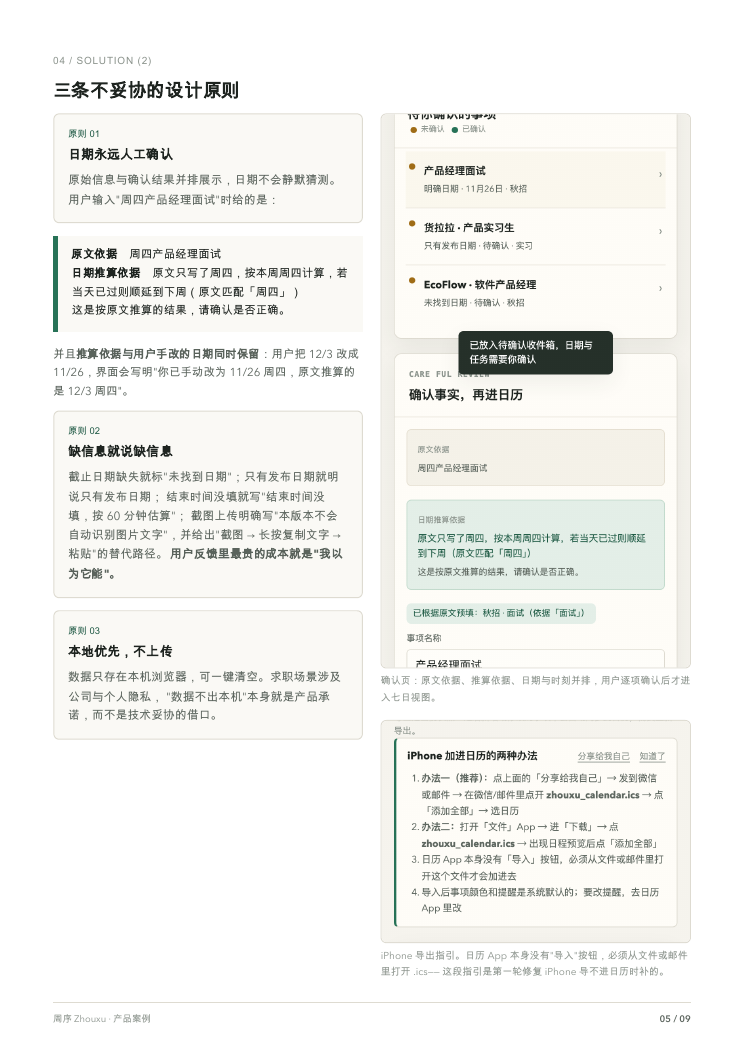 04 / SOLUTION (2)
三条不妥协的设计原则
原则 01
日期永远人工确认
原始信息与确认结果并排展示，日期不会静默猜测。
用户输入"周四产品经理面试"时给的是：
原文依据　周四产品经理面试
日期推算依据　原文只写了周四，按本周周四计算，若
当天已过则顺延到下周（原文匹配「周四」）
这是按原文推算的结果，请确认是否正确。
并且推算依据与用户手改的日期同时保留：用户把 12/3 改成
11/26，界面会写明"你已手动改为 11/26 周四，原文推算的
是 12/3 周四"。
原则 02
缺信息就说缺信息
截止日期缺失就标"未找到日期"；只有发布日期就明
说只有发布日期； 结束时间没填就写"结束时间没
填，按 60 分钟估算"； 截图上传明确写"本版本不会
自动识别图片文字"，并给出"截图 → 长按复制文字 →
粘贴"的替代路径。 用户反馈里最贵的成本就是"我以
为它能"。
原则 03
本地优先，不上传
数据只存在本机浏览器，可一键清空。求职场景涉及
公司与个人隐私， "数据不出本机"本身就是产品承
诺，而不是技术妥协的借口。
待你确认的事项
未确认 已确认
产品经理面试 ›
明确日期 · 11月26日 · 秋招
货拉拉 · 产品实习生 ›
只有发布日期 · 待确认 · 实习
EcoFlow · 软件产品经理 ›
未找到日期 · 待确认 · 秋招
已放入待确认收件箱，日期与
任务需要你确认
CARE FUL REVIEW
确认事实，再进日历
原文依据
周四产品经理面试
日期推算依据
原文只写了周四，按本周周四计算，若当天已过则顺延
到下周（原文匹配「周四」）
这是按原文推算的结果，请确认是否正确。
已根据原文预填：秋招 · 面试（依据「面试」）
事项名称
产品经理面试
确认页：原文依据、推算依据、日期与时刻并排，用户逐项确认后才进
入七日视图。
导出。
iPhone 加进日历的两种办法 分享给我自己 知道了
1. 办法一（推荐）：点上面的「分享给我自己」→ 发到微信
或邮件 → 在微信/邮件里点开 zhouxu_calendar.ics → 点
「添加全部」→ 选日历
2. 办法二：打开「文件」App → 进「下载」→ 点
zhouxu_calendar.ics → 出现日程预览后点「添加全部」
3. 日历 App 本身没有「导入」按钮，必须从文件或邮件里打
开这个文件才会加进去
4. 导入后事项颜色和提醒是系统默认的；要改提醒，去日历
App 里改
iPhone 导出指引。日历 App 本身没有"导入"按钮，必须从文件或邮件
里打开 .ics—— 这段指引是第一轮修复 iPhone 导不进日历时补的。
周序 Zhouxu · 产品案例
05 / 09